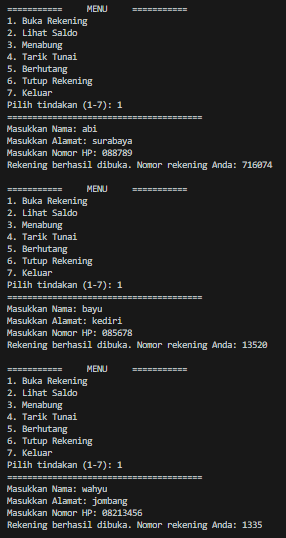 ===========     MENU     ===========
1. Buka Rekening
2. Lihat Saldo
3. Menabung
4. Tarik Tunai
5. Berhutang
6. Tutup Rekening
7. Keluar
Pilih tindakan (1-7): 1
=======================================
Masukkan Nama: abi
Masukkan Alamat: surabaya
Masukkan Nomor HP: 088789
Rekening berhasil dibuka. Nomor rekening Anda: 716074
===========     MENU     ===========
1. Buka Rekening
2. Lihat Saldo
3. Menabung
4. Tarik Tunai
5. Berhutang
6. Tutup Rekening
7. Keluar
Pilih tindakan (1-7): 1
=======================================
Masukkan Nama: bayu
Masukkan Alamat: kediri
Masukkan Nomor HP: 085678
Rekening berhasil dibuka. Nomor rekening Anda: 13520
===========     MENU     ===========
1. Buka Rekening
2. Lihat Saldo
3. Menabung
4. Tarik Tunai
5. Berhutang
6. Tutup Rekening
7. Keluar
Pilih tindakan (1-7): 1
=======================================
Masukkan Nama: wahyu
Masukkan Alamat: jombang
Masukkan Nomor HP: 08213456
Rekening berhasil dibuka. Nomor rekening Anda: 1335